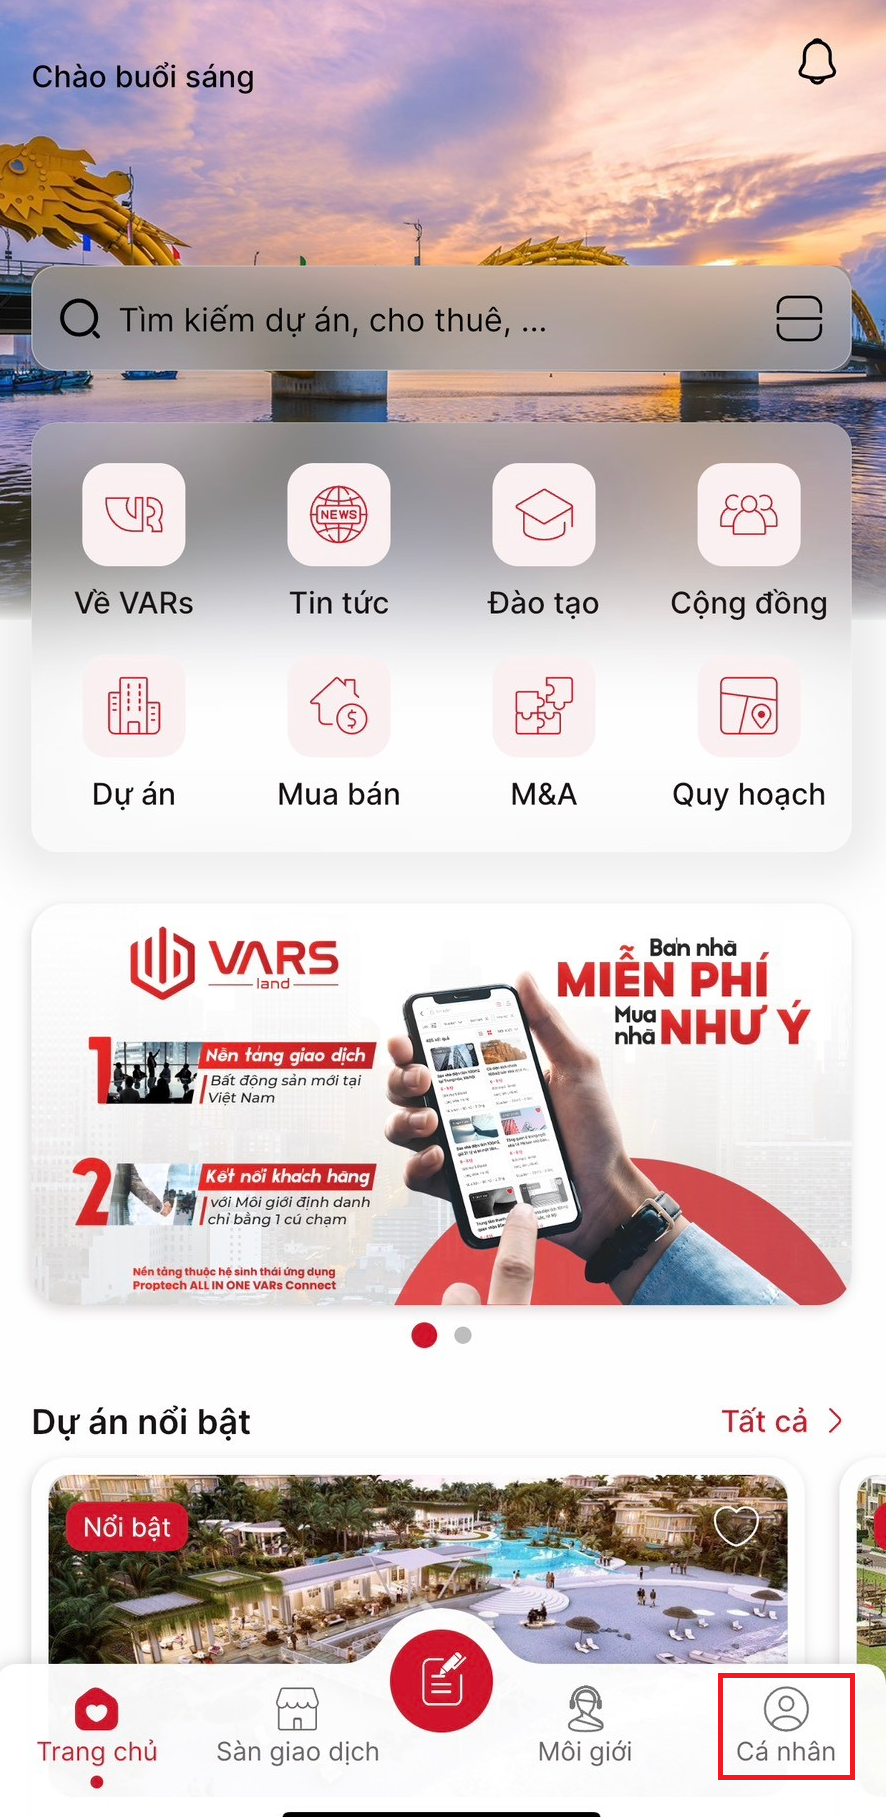 Chào buổi sáng
Tìm kiếm dự án, cho thuê, ...
Về VARs
Tin tức
Đào tạo
Cộng đồng
NEWS
Dự án
Mua bán
M&A
Quy hoạch
VARS
land
1
Nền tảng giao dịch
Bất động sản mới tại
Việt Nam
2
Kết nối khách hàng
với Môi giới định danh
chỉ bằng 1 cú chạm
Nền tảng thuộc hệ sinh thái ứng dụng
Proptech ALL IN ONE VARs Connect
Bán nhà
MIỄN PHÍ
Mua
nhà NHƯ Ý
Dự án nổi bật
Tất cả
Nổi bật
Trang chủ
Sàn giao dịch
Môi giới
Cá nhân